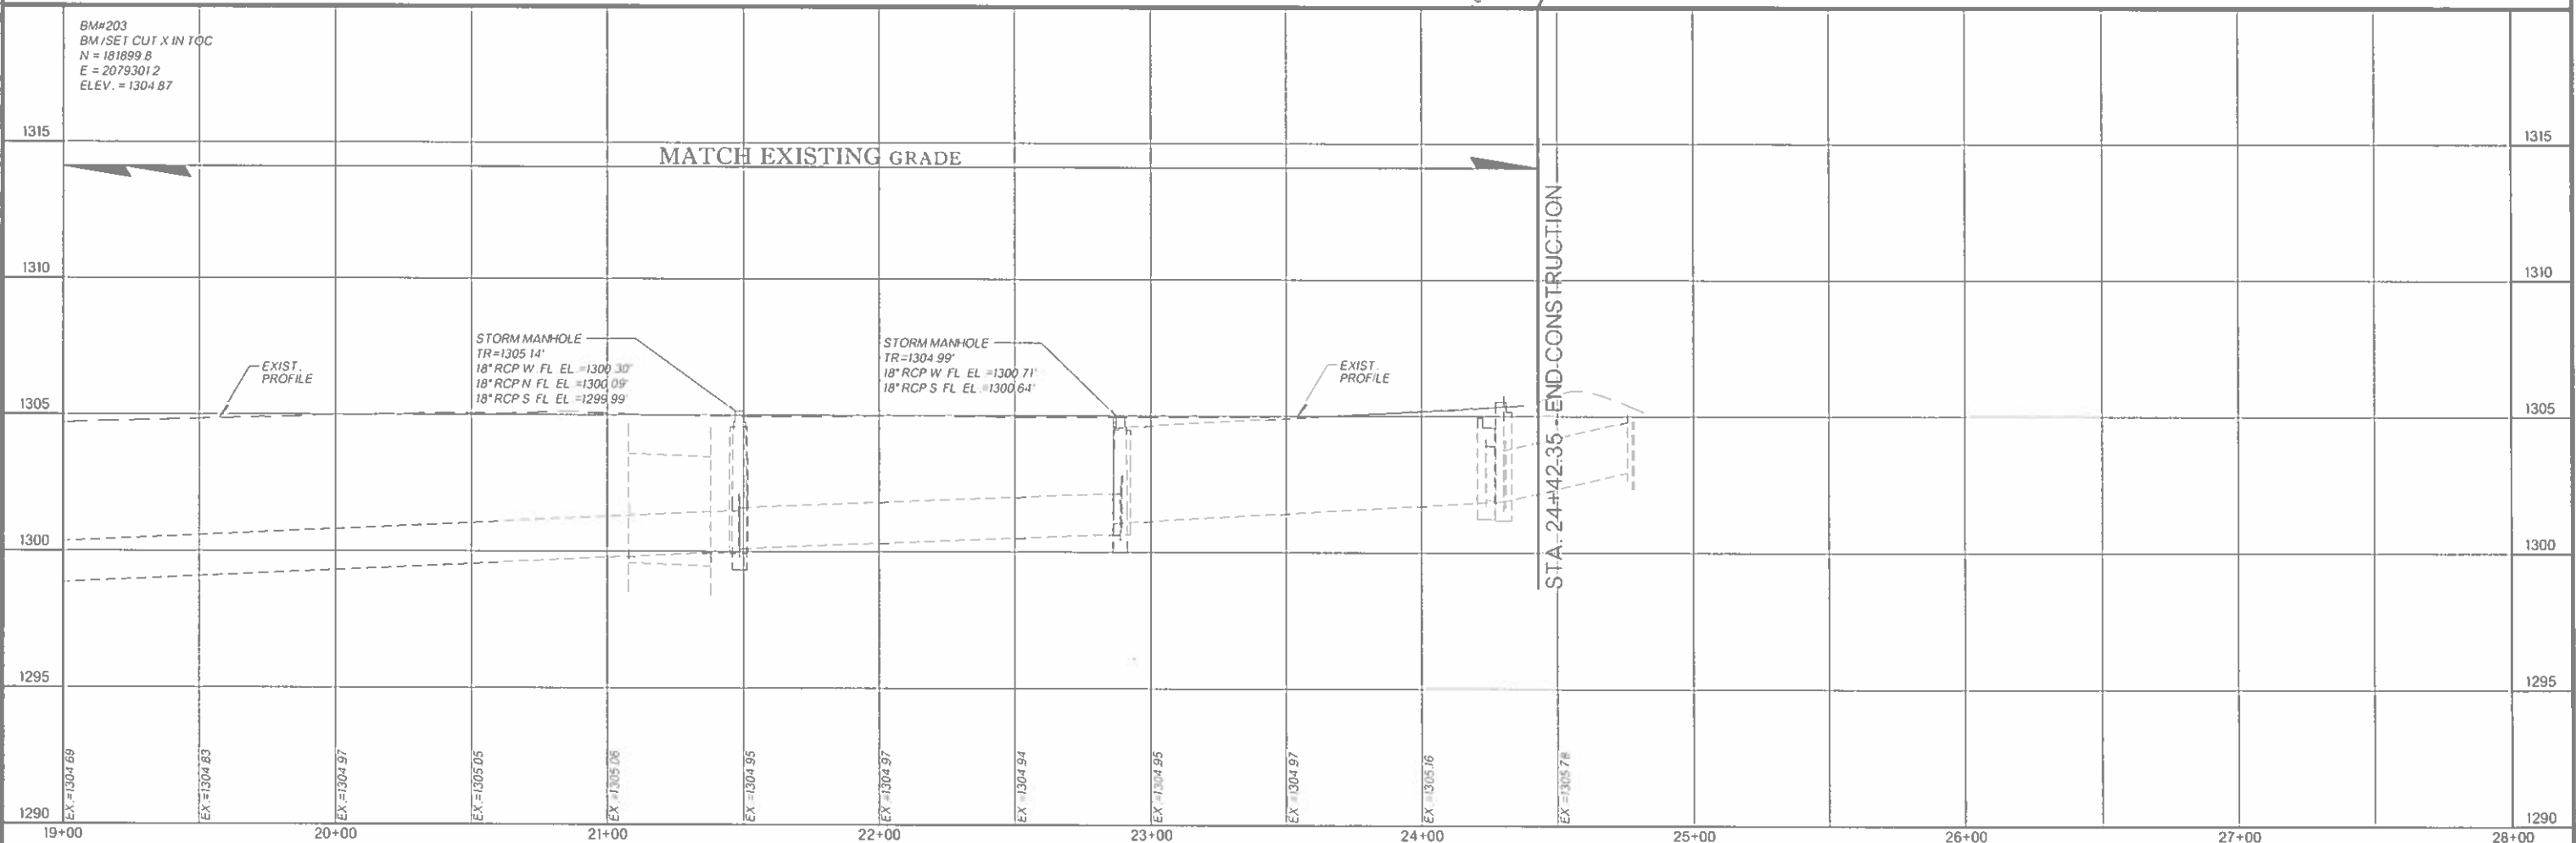 BM#203
BM/SET CUT X IN TOC
N = 181899.8
E = 2079301.2
ELEV. = 1304.87
1315
1315
MATCH EXISTING GRADE
1310
1310
STORM MANHOLE
TR=1305.14'
18" RCP W. FL EL.=1300.30'
18" RCP N FL EL =1300.09'
18" RCP S FL EL =1299.99'
STORM MANHOLE
TR=1304.99'
18" RCP W FL EL =1300.71'
18" RCP S FL EL.=1300.64'
EXIST.
PROFILE
EXIST.
PROFILE
STA. 24+42.35 - END CONSTRUCTION
1305
1305
1300
1300
1295
1295
EX.=1304.69
EX.=1304.83
EX.=1304.97
EX.=1305.05
EX.=1305.06
EX.=1304.95
EX.=1304.97
EX.=1304.94
EX.=1304.95
EX.=1304.97
EX.=1305.16
EX.=1305.78
1290
1290
19+00
20+00
21+00
22+00
23+00
24+00
25+00
26+00
27+00
28+00